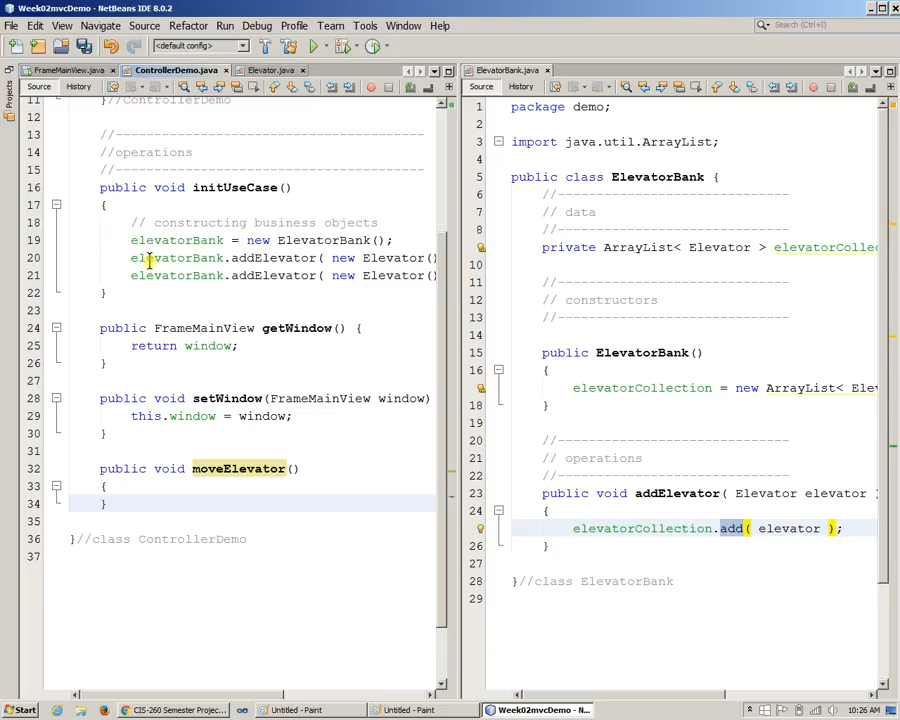 Week02mvcDemo - NetBeans IDE 8.0.2
File Edit View Navigate Source Refactor Run Debug Profile Team Tools Window Help
<default config>
Search (Ctrl+I)
Projects
FrameMainView.java
ControllerDemo.java
Elevator.java
Source History
11 }//ControllerDemo
12
13 //----------------------------------------
14 //operations
15 //----------------------------------------
16 public void initUseCase()
17 {
18 // constructing business objects
19 elevatorBank = new ElevatorBank();
20 elevatorBank.addElevator( new Elevator()
21 elevatorBank.addElevator( new Elevator()
22 }
23
24 public FrameMainView getWindow() {
25 return window;
26 }
27
28 public void setWindow(FrameMainView window)
29 this.window = window;
30 }
31
32 public void moveElevator()
33 {
34 }
35
36 }//class ControllerDemo
37
ElevatorBank.java
Source History
1 package demo;
2
3 import java.util.ArrayList;
4
5 public class ElevatorBank {
6 //------------------------------
7 // data
8 //------------------------------
private ArrayList< Elevator > elevatorColle
10
11 //------------------------------
12 // constructors
13 //------------------------------
14
15 public ElevatorBank()
16 {
elevatorCollection = new ArrayList< Elev
18 }
19
20 //------------------------------
21 // operations
22 //------------------------------
23 public void addElevator( Elevator elevator )
24 {
elevatorCollection.add( elevator );
26 }
27
28 }//class ElevatorBank
29
Start
CIS-260 Semester Projec...
Untitled - Paint
Untitled - Paint
Week02mvcDemo - N...
10:26 AM